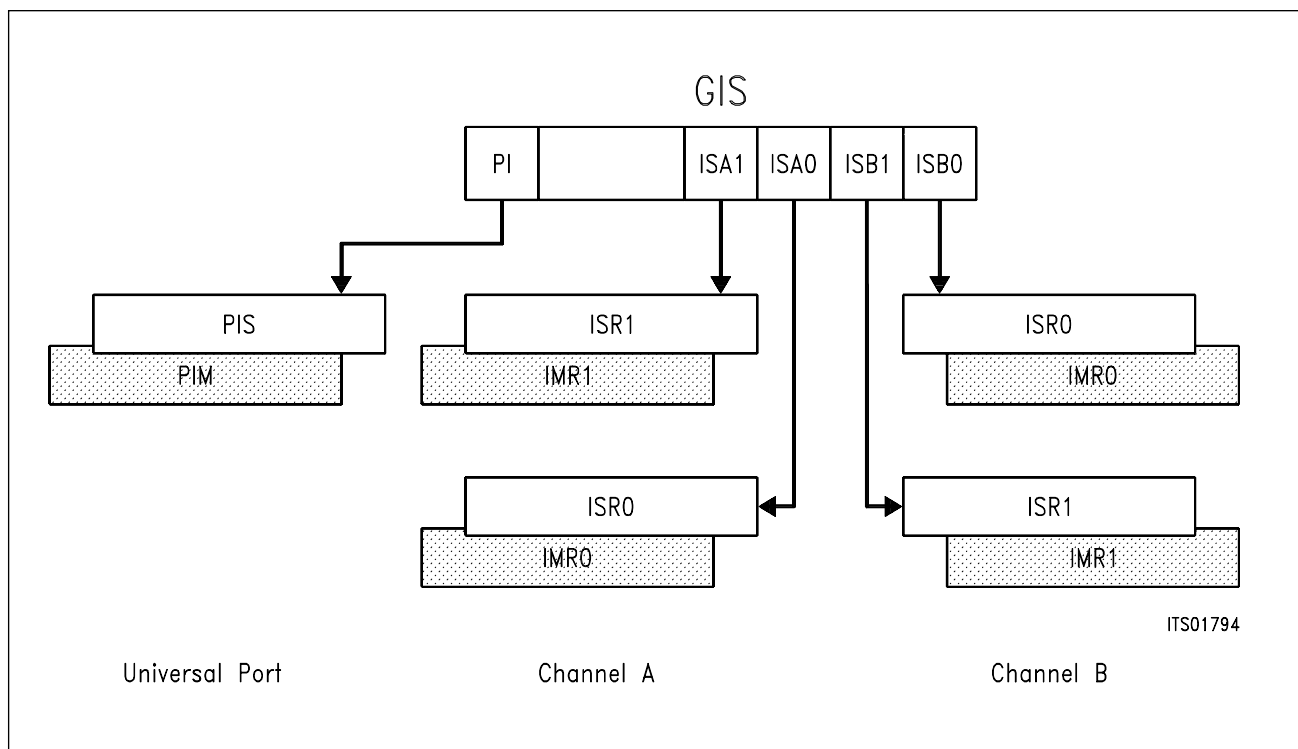 GIS
PI ISA1 ISA0 ISB1 ISB0
PIS ISR1 ISR0
PIM IMR1 IMR0
ISR0 ISR1
IMR0 IMR1
ITS01794
Universal Port Channel A Channel B